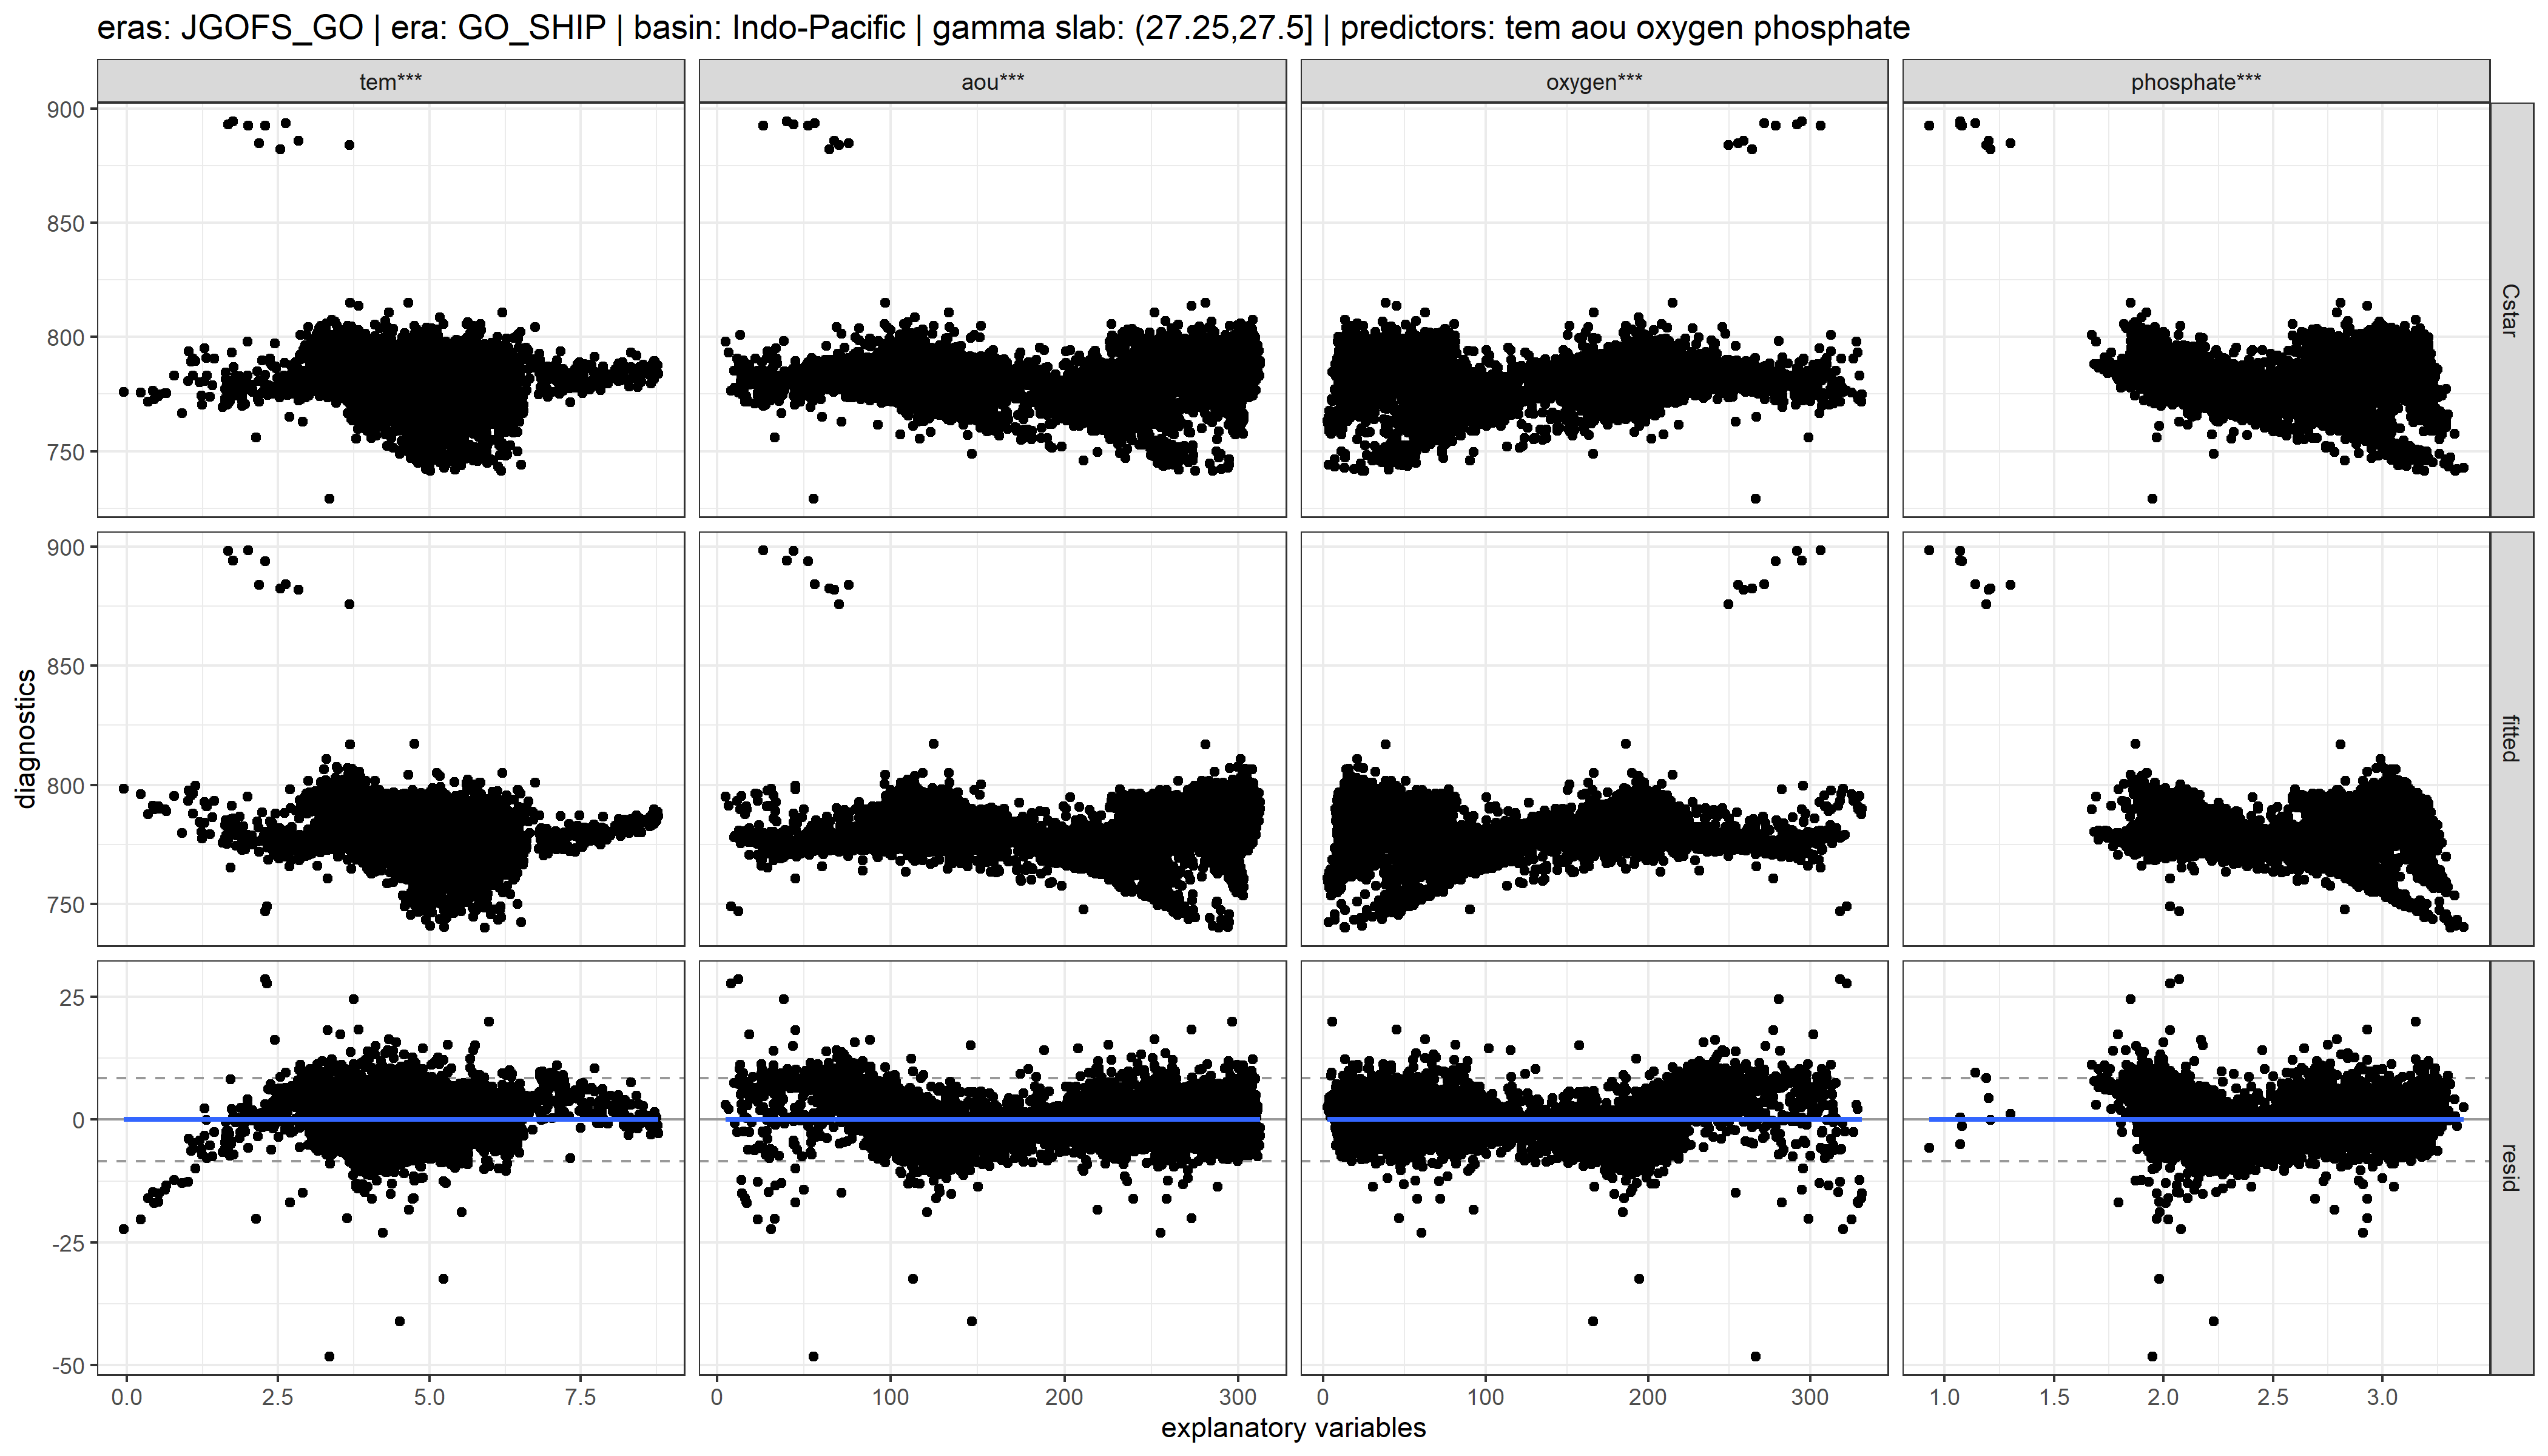 eras: JGOFS_GO | era: GO_SHIP | basin: Indo-Pacific | gamma slab: (27.25,27.5] | predictors: tem aou oxygen phosphate
tem*** aou*** oxygen*** phosphate***
900
850
800
750
Cstar
900
850
800
750
fitted
diagnostics
25
0
-25
-50
resid
0.0 2.5 5.0 7.5 0 100 200 300 0 100 200 300 1.0 1.5 2.0 2.5 3.0
explanatory variables